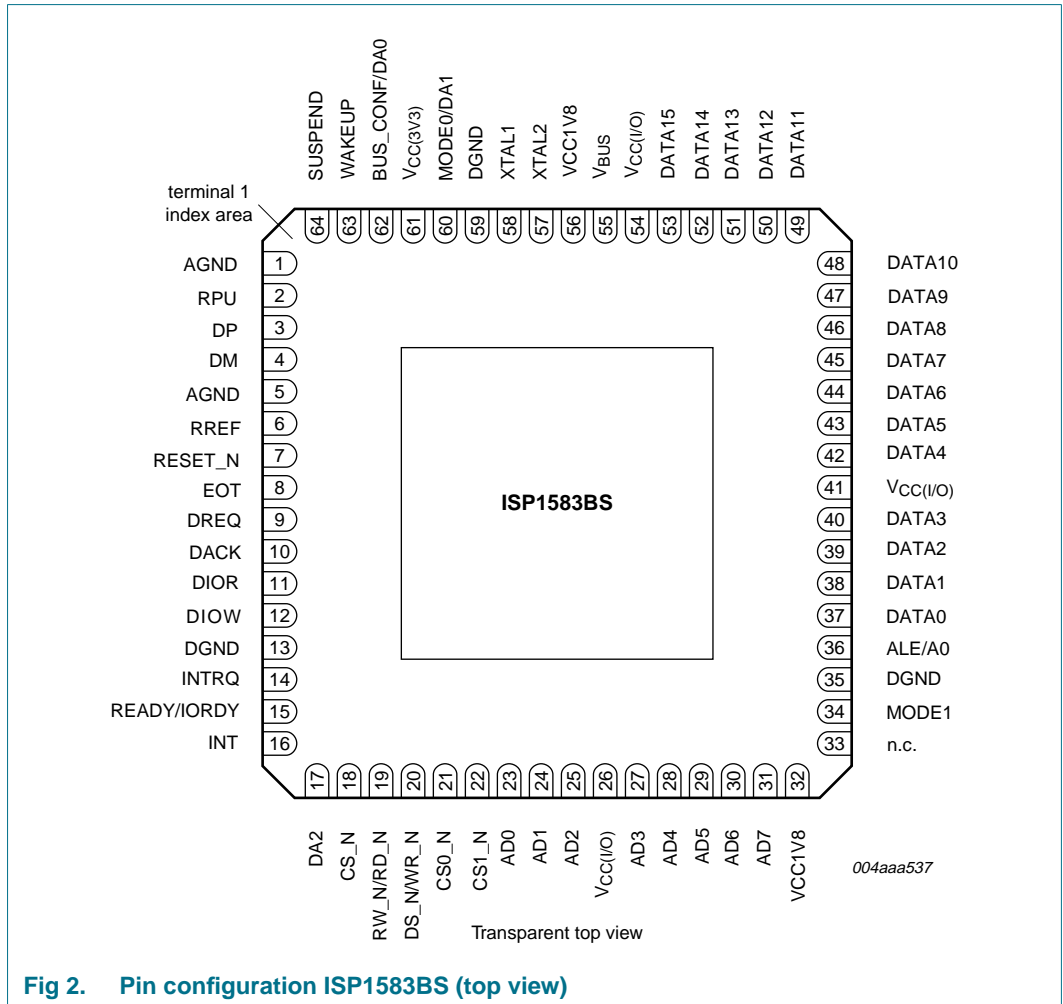 SUSPEND
WAKEUP
BUS_CONF/DA0
VCC(3V3)
MODE0/DA1
DGND
XTAL1
XTAL2
VCC1V8
VBUS
VCC(I/O)
DATA15
DATA14
DATA13
DATA12
DATA11
terminal 1
index area
64 63 62 61 60 59 58 57 56 55 54 53 52 51 50 49
AGND 1
RPU 2
DP 3
DM 4
AGND 5
RREF 6
RESET_N 7
EOT 8
DREQ 9
DACK 10
DIOR 11
DIOW 12
DGND 13
INTRQ 14
READY/IORDY 15
INT 16
ISP1583BS
48 DATA10
47 DATA9
46 DATA8
45 DATA7
44 DATA6
43 DATA5
42 DATA4
41 VCC(I/O)
40 DATA3
39 DATA2
38 DATA1
37 DATA0
36 ALE/A0
35 DGND
34 MODE1
33 n.c.
17 18 19 20 21 22 23 24 25 26 27 28 29 30 31 32
DA2
CS_N
RW_N/RD_N
DS_N/WR_N
CS0_N
CS1_N
AD0
AD1
AD2
VCC(I/O)
AD3
AD4
AD5
AD6
AD7
VCC1V8
004aaa537
Transparent top view
Fig 2. Pin configuration ISP1583BS (top view)